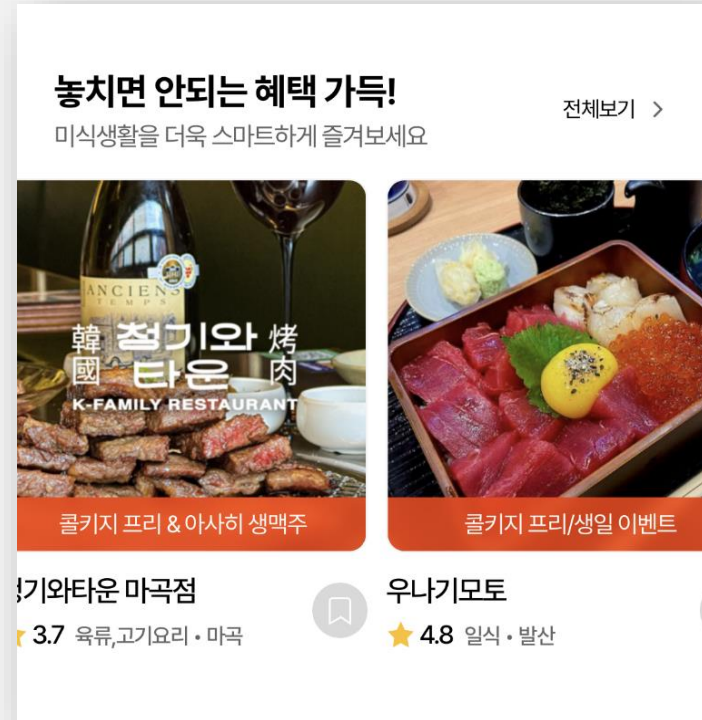 놓치면 안되는 혜택 가득!
전체보기
미식생활을 더욱 스마트하게 즐겨보세요
ANCIENS
TEMPS
韓國 청기와타운 烤肉
K-FAMILY RESTAURANT
콜키지 프리 & 아사히 생맥주
콜키지 프리/생일 이벤트
기와타운 마곡점
우나기모토
3.7 육류,고기요리 • 마곡
4.8 일식 • 발산